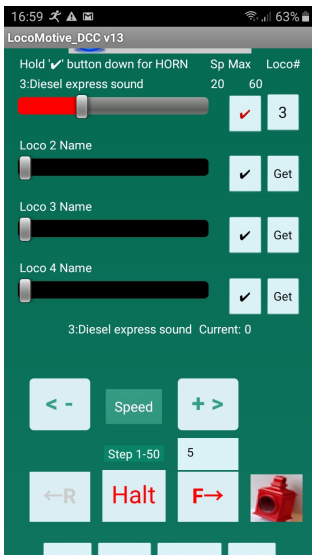 16:59 63%
LocoMotive_DCC v13
Hold '✔' button down for HORN Sp Max Loco#
3:Diesel express sound 20 60
✔ 3
Loco 2 Name
✔ Get
Loco 3 Name
✔ Get
Loco 4 Name
✔ Get
3:Diesel express sound Current: 0
< - Speed + >
Step 1-50 5
←R Halt F→